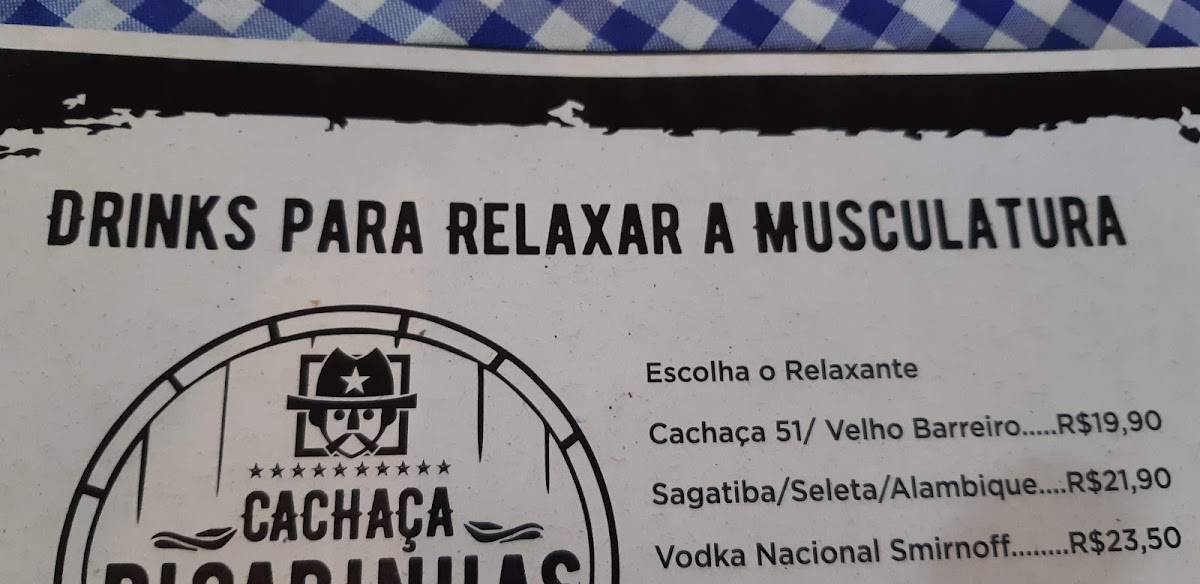 DRINKS PARA RELAXAR A MUSCULATURA
CACHAÇA
Escolha o Relaxante
Cachaça 51/ Velho Barreiro.....R$19,90
Sagatiba/Seleta/Alambique....R$21,90
Vodka Nacional Smirnoff........R$23,50